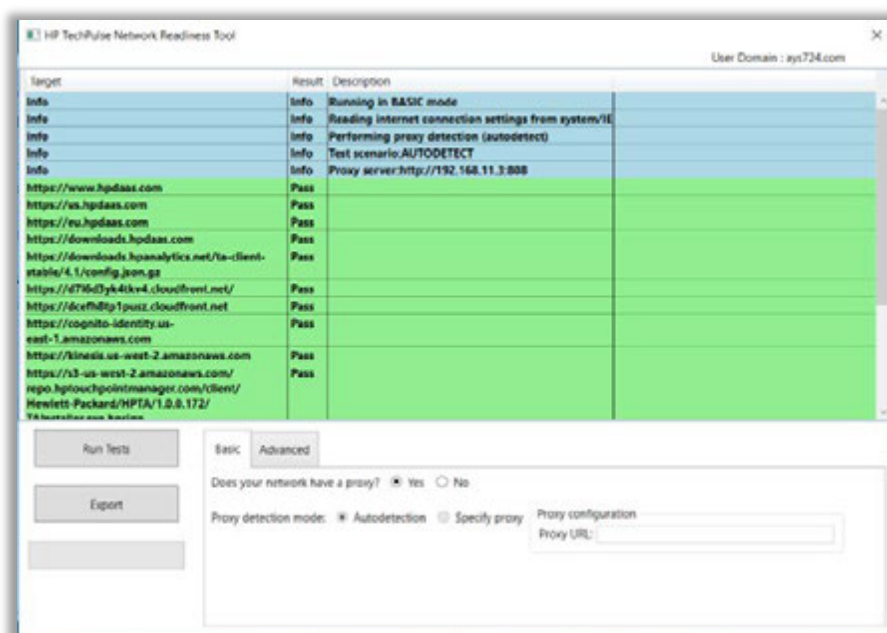 HP TechPulse Network Readiness Tool
User Domain : ays724.com
Target Result Description
Info Info Running in BASIC mode
Info Info Reading internet connection settings from system/IE
Info Info Performing proxy detection (autodetect)
Info Info Test scenario:AUTODETECT
Info Info Proxy server:http://192.168.11.3:808
https://www.hpdaas.com Pass
https://us.hpdaas.com Pass
https://eu.hpdaas.com Pass
https://downloads.hpdaas.com Pass
https://downloads.hpanalytics.net/ta-client- Pass
stable/4.1/config.json.gz
https://d7l6d3yk4tkv4.cloudfront.net/ Pass
https://dcefh8tp1pusz.cloudfront.net Pass
https://cognito-identity.us- Pass
east-1.amazonaws.com
https://kinesis.us-west-2.amazonaws.com Pass
https://s3-us-west-2.amazonaws.com/ Pass
repo.hptouchpointmanager.com/client/
Hewlett-Packard/HPTA/1.0.0.172/
Run Tests
Basic Advanced
Does your network have a proxy? Yes No
Export
Proxy detection mode: Autodetection Specify proxy
Proxy configuration
Proxy URL: